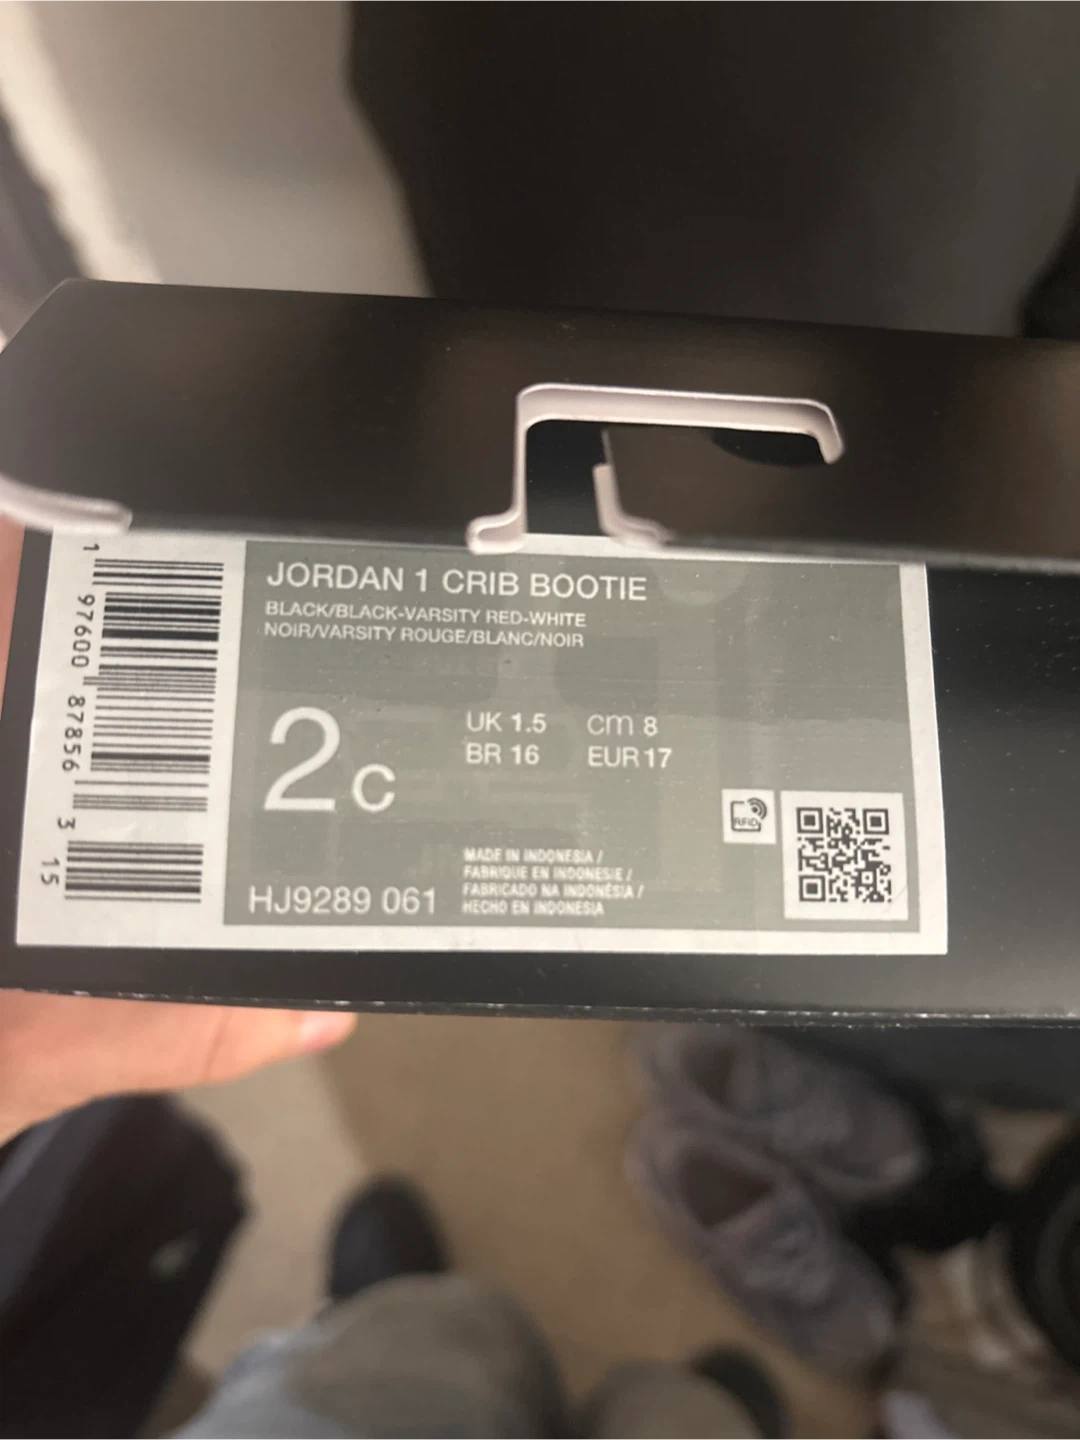 JORDAN 1 CRIB BOOTIE
BLACK/BLACK-VARSITY RED-WHITE
NOIR/VARSITY ROUGE/BLANC/NOIR
2c
UK 1.5 cm 8
BR 16 EUR 17
RFID
HJ9289 061
MADE IN INDONESIA /
FABRIQUE EN INDONESIE /
FABRICADO NA INDONÉSIA /
HECHO EN INDONESIA
1 97600 87856 3 15